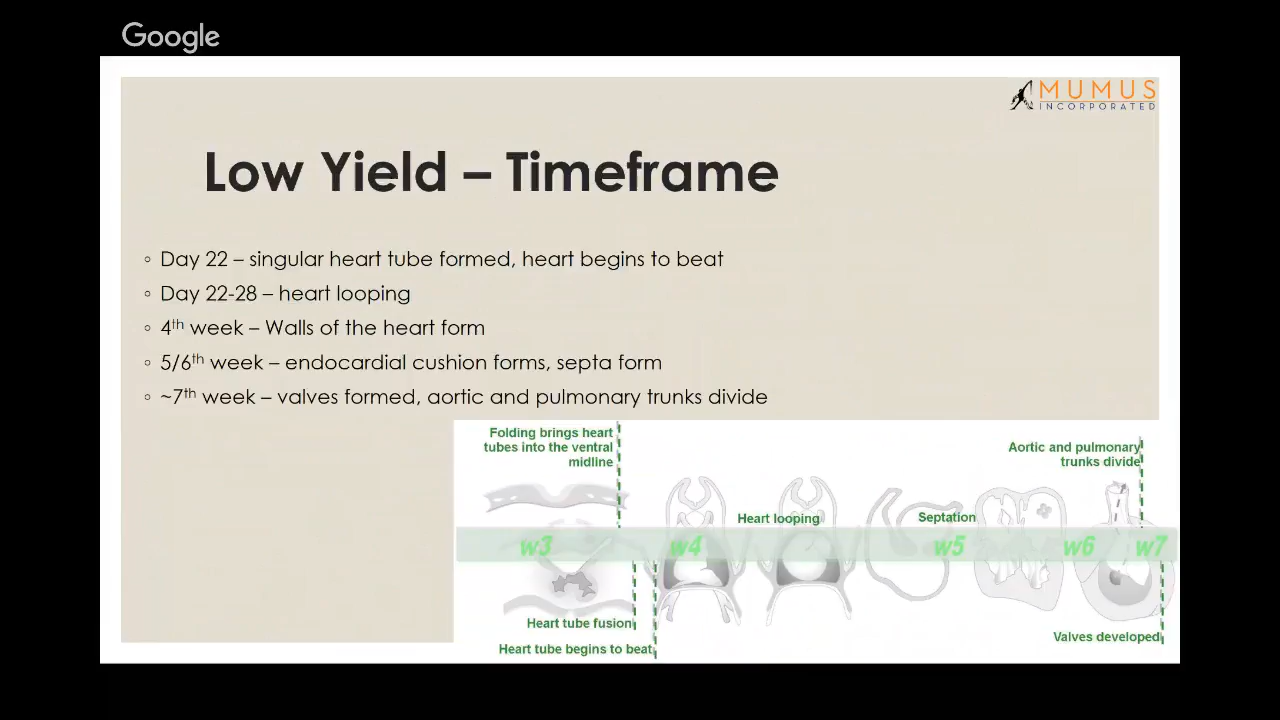 Google
MUMUS
INCORPORATED
Low Yield – Timeframe
◦ Day 22 – singular heart tube formed, heart begins to beat
◦ Day 22-28 – heart looping
◦ 4th week – Walls of the heart form
◦ 5/6th week – endocardial cushion forms, septa form
◦ ~7th week – valves formed, aortic and pulmonary trunks divide
Folding brings heart
tubes into the ventral
midline
Aortic and pulmonary
trunks divide
Heart looping
Septation
w3 w4 w5 w6 w7
Heart tube fusion
Heart tube begins to beat
Valves developed